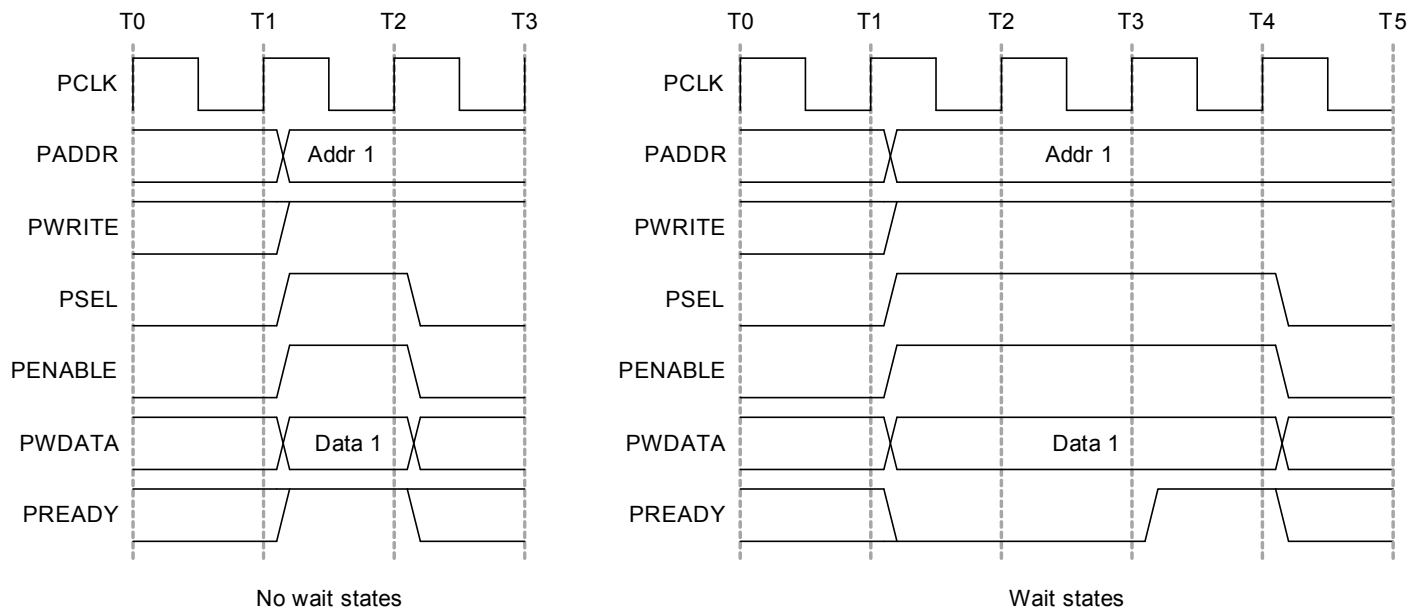 T0 T1 T2 T3
PCLK
PADDR Addr 1
PWRITE
PSEL
PENABLE
PWDATA Data 1
PREADY
No wait states
T0 T1 T2 T3 T4 T5
PCLK
PADDR Addr 1
PWRITE
PSEL
PENABLE
PWDATA Data 1
PREADY
Wait states